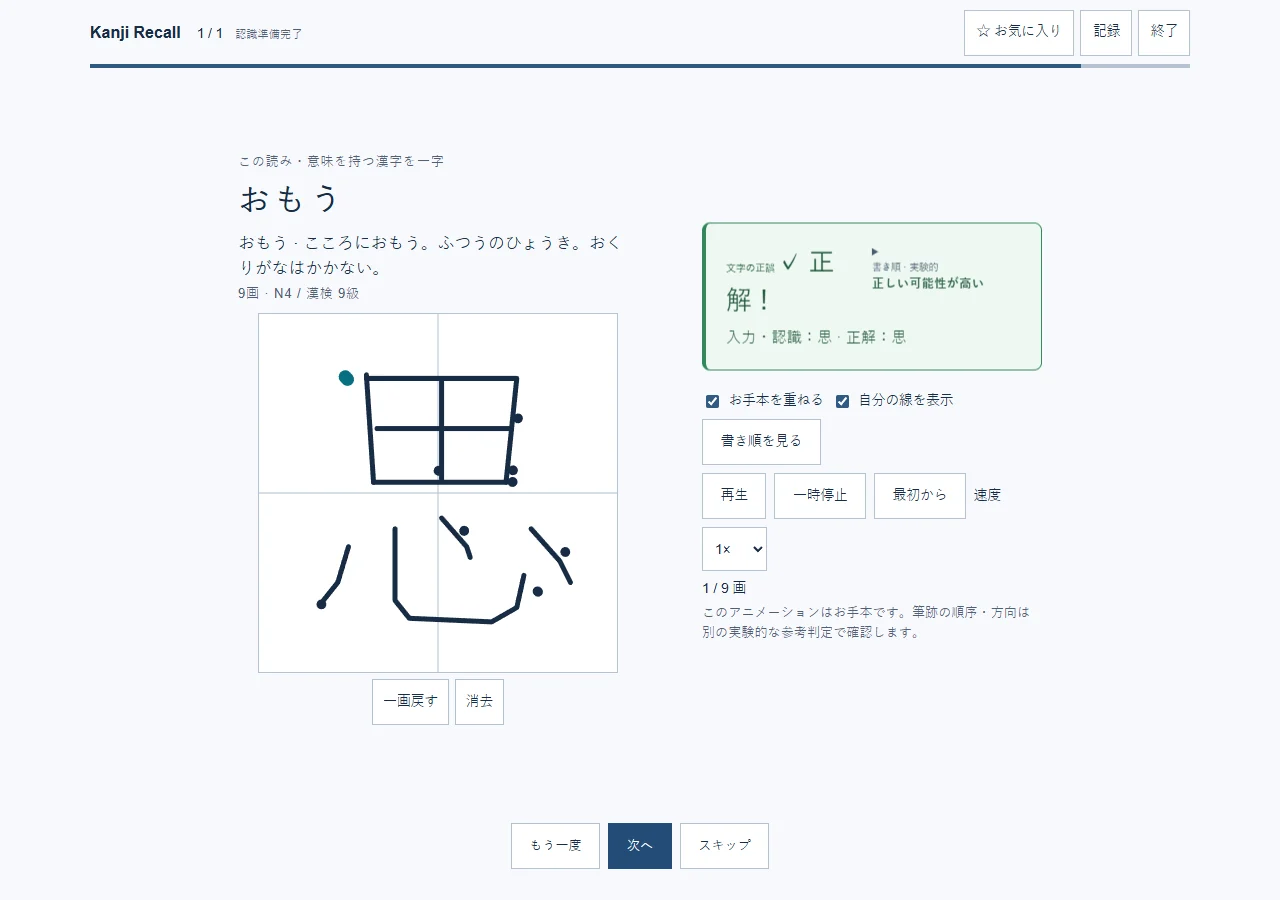 Kanji Recall 1 / 1 認識準備完了
☆ お気に入り 記録 終了
この読み・意味を持つ漢字を一字
おもう
おもう · こころにおもう。ふつうのひょうき。おく
りがなはかかない。
9画 · N4 / 漢検 9級
思
一画戻す 消去
文字の正誤 ✓ 正
解！
▶
書き順 · 実験的
正しい可能性が高い
入力・認識：思 · 正解：思
お手本を重ねる 自分の線を表示
書き順を見る
再生 一時停止 最初から 速度
1×
1 / 9 画
このアニメーションはお手本です。筆跡の順序・方向は
別の実験的な参考判定で確認します。
もう一度 次へ スキップ